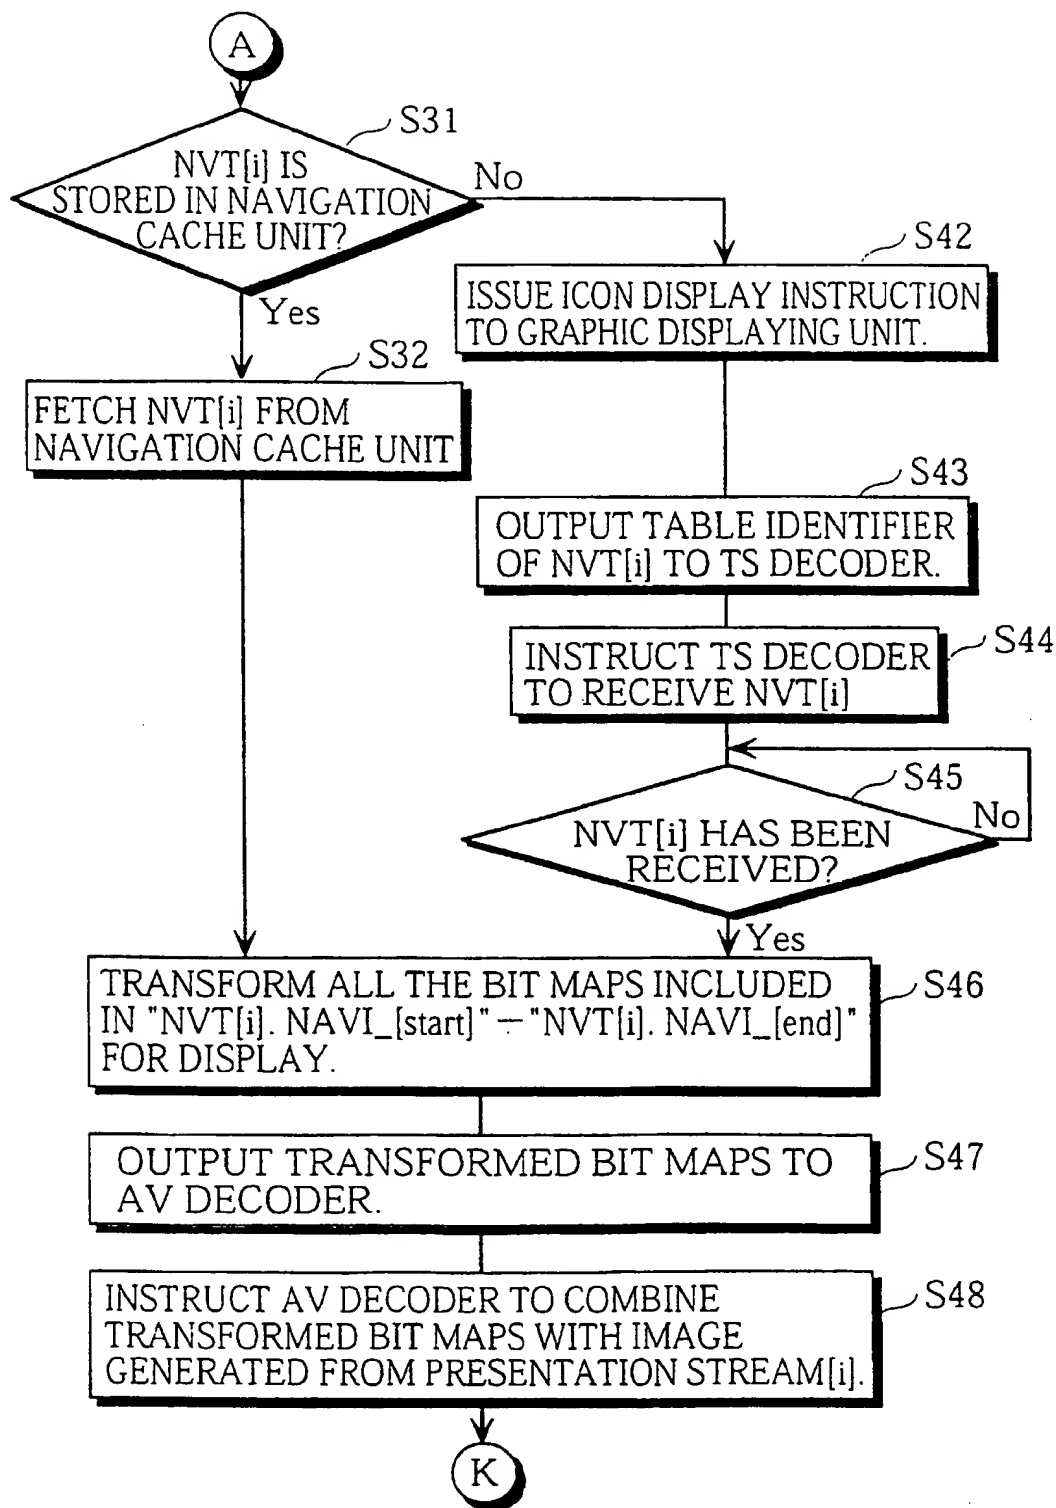 A
S31
NVT[i] IS
STORED IN NAVIGATION
CACHE UNIT?
No
Yes
S42
ISSUE ICON DISPLAY INSTRUCTION
TO GRAPHIC DISPLAYING UNIT.
S32
FETCH NVT[i] FROM
NAVIGATION CACHE UNIT
S43
OUTPUT TABLE IDENTIFIER
OF NVT[i] TO TS DECODER.
S44
INSTRUCT TS DECODER
TO RECEIVE NVT[i]
S45
No
NVT[i] HAS BEEN
RECEIVED?
Yes
S46
TRANSFORM ALL THE BIT MAPS INCLUDED
IN "NVT[i]. NAVI_[start]" – "NVT[i]. NAVI_[end]"
FOR DISPLAY.
S47
OUTPUT TRANSFORMED BIT MAPS TO
AV DECODER.
S48
INSTRUCT AV DECODER TO COMBINE
TRANSFORMED BIT MAPS WITH IMAGE
GENERATED FROM PRESENTATION STREAM[i].
K